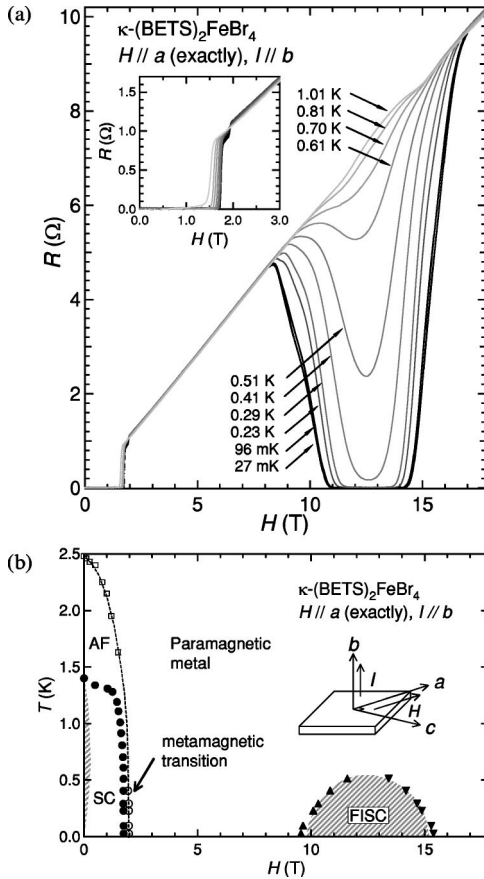 (a)
κ-(BETS)₂FeBr₄
H // a (exactly), I // b
R (Ω)
10
8
6
4
2
0
0
5
10
15
H (T)
R (Ω)
1.5
1.0
0.5
0.0
0.0
1.0
2.0
3.0
H (T)
1.01 K
0.81 K
0.70 K
0.61 K
0.51 K
0.41 K
0.29 K
0.23 K
96 mK
27 mK
(b)
κ-(BETS)₂FeBr₄
H // a (exactly), I // b
T (K)
2.5
2.0
1.5
1.0
0.5
0.0
AF
Paramagnetic
metal
metamagnetic
transition
SC
FISC
b
I
a
H
c
0
5
10
15
H (T)